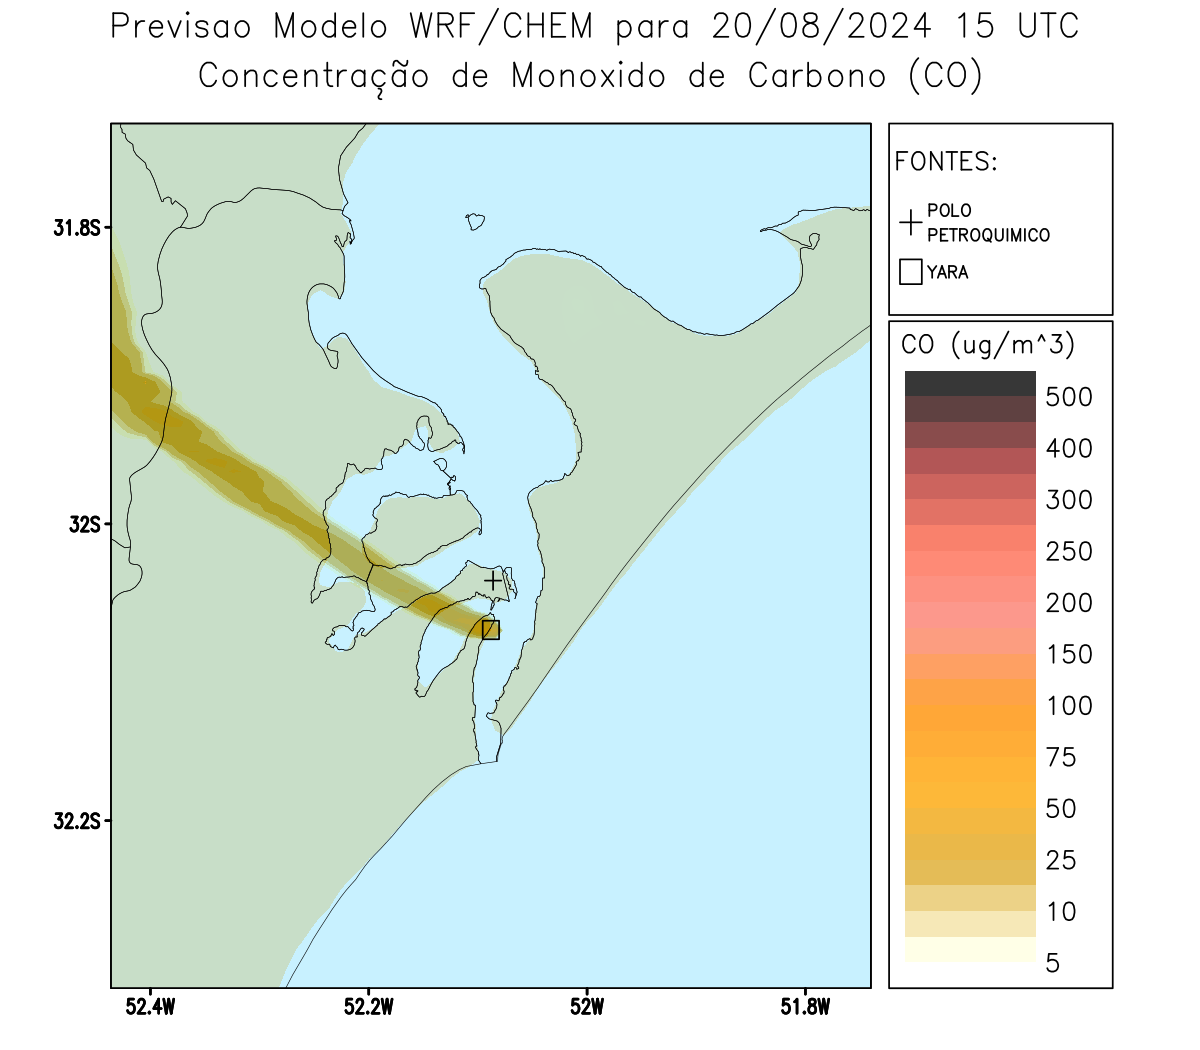 Previsao Modelo WRF/CHEM para 20/08/2024 15 UTC
Concentração de Monoxido de Carbono (CO)
FONTES:
POLO
PETROQUIMICO
YARA
CO (ug/m^3)
500
400
300
250
200
150
100
75
50
25
10
5
31.8S
32S
32.2S
52.4W
52.2W
52W
51.8W